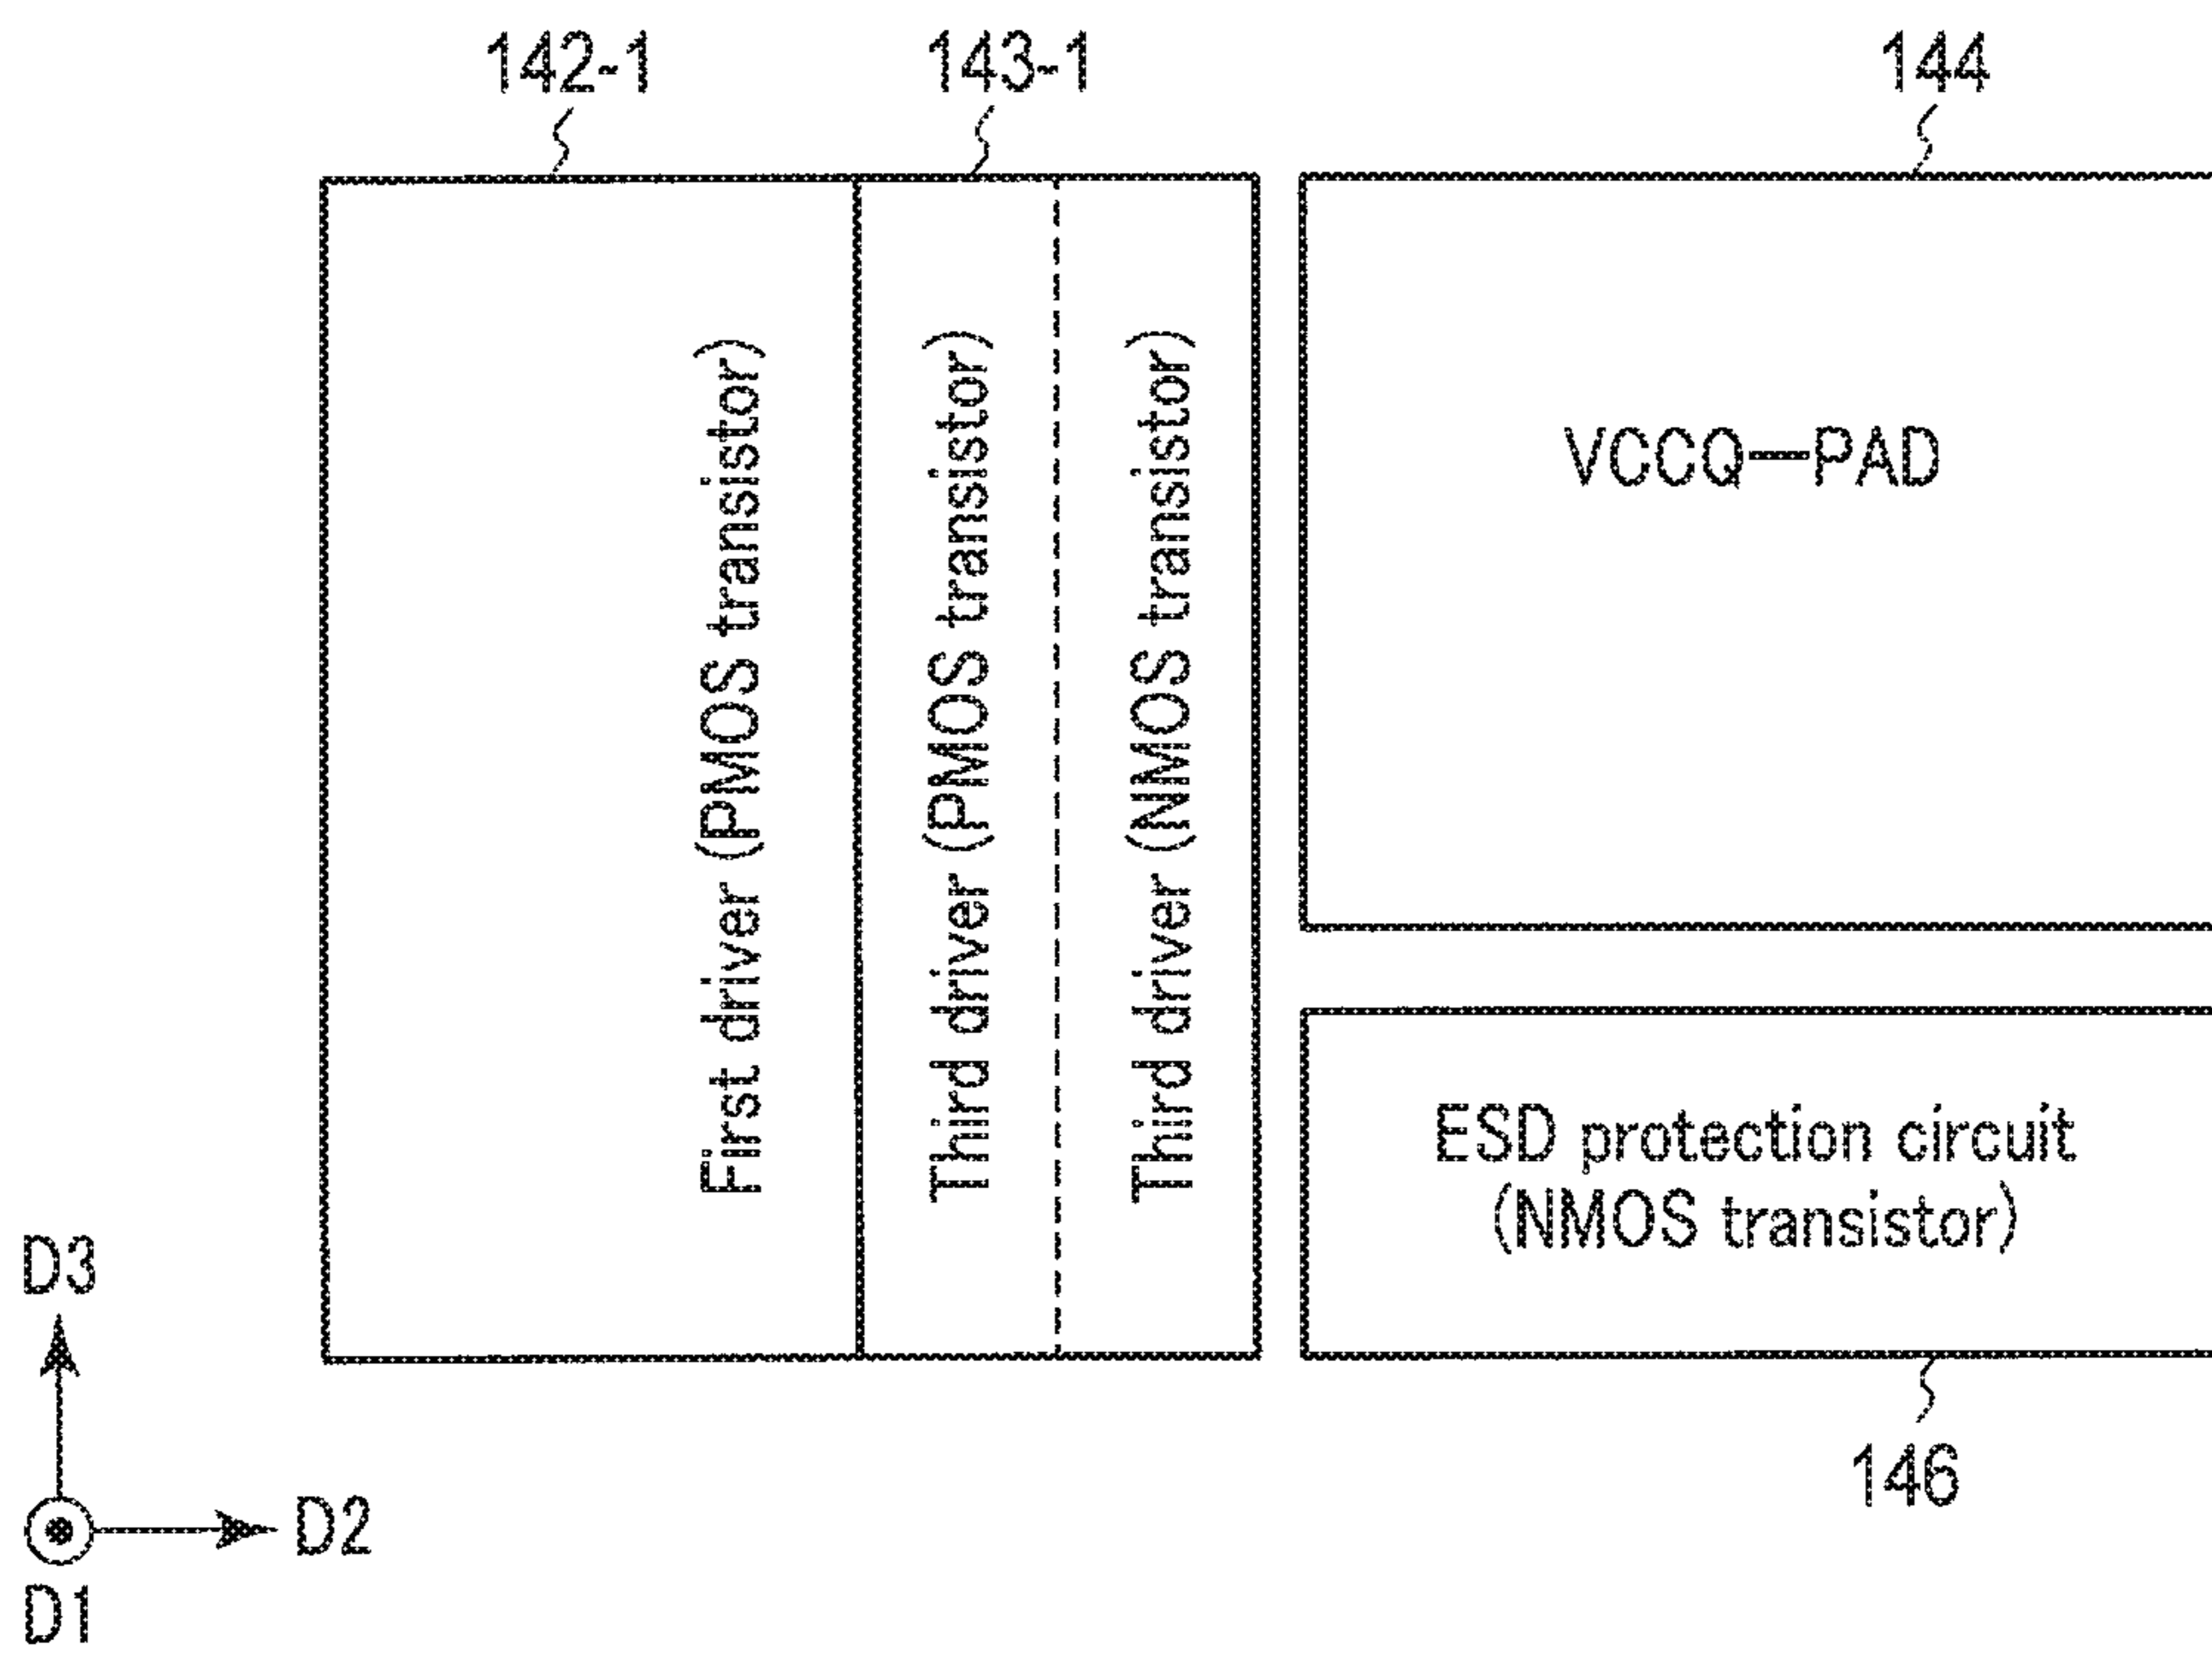 142-1
143-1
144
First driver (PMOS transistor)
Third driver (PMOS transistor)
Third driver (NMOS transistor)
VCCQ—PAD
ESD protection circuit
(NMOS transistor)
146
D3
D2
D1